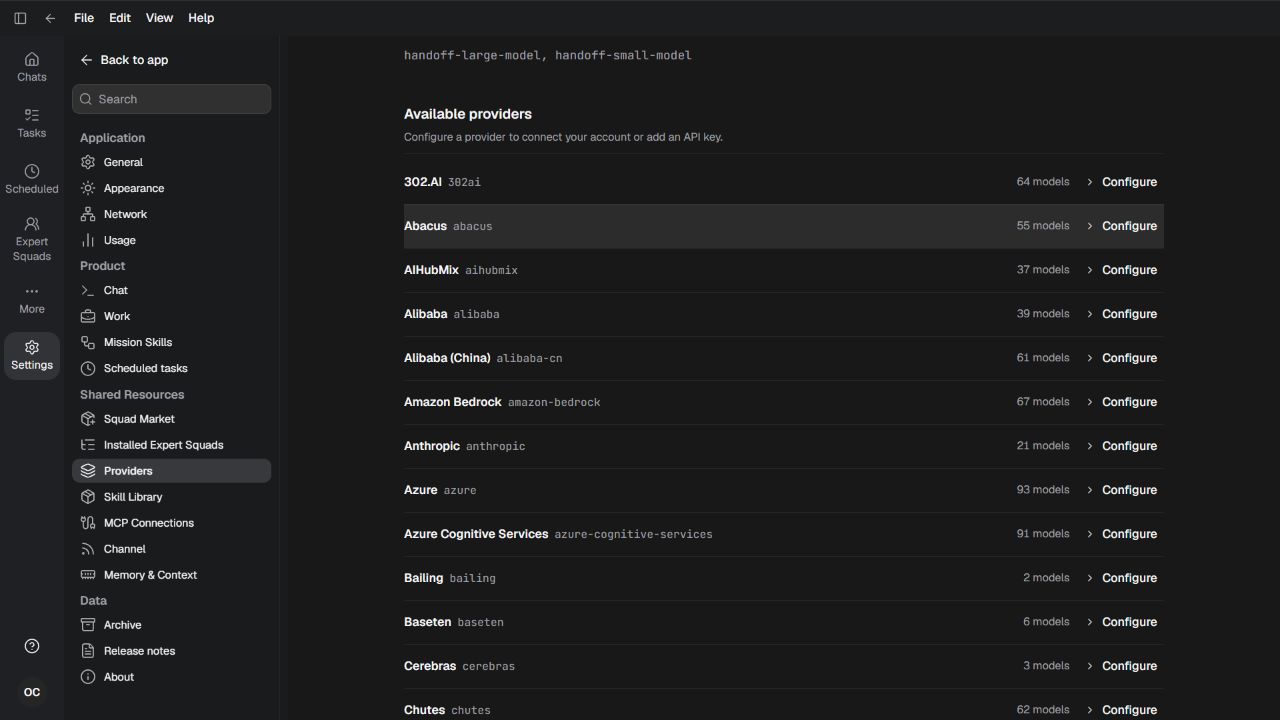 File Edit View Help
Chats
Tasks
Scheduled
Expert
Squads
More
Settings
OC
Back to app
Search
Application
General
Appearance
Network
Usage
Product
Chat
Work
Mission Skills
Scheduled tasks
Shared Resources
Squad Market
Installed Expert Squads
Providers
Skill Library
MCP Connections
Channel
Memory & Context
Data
Archive
Release notes
About
handoff-large-model, handoff-small-model
Available providers
Configure a provider to connect your account or add an API key.
302.AI 302ai 64 models Configure
Abacus abacus 55 models Configure
AIHubMix aihubmix 37 models Configure
Alibaba alibaba 39 models Configure
Alibaba (China) alibaba-cn 61 models Configure
Amazon Bedrock amazon-bedrock 67 models Configure
Anthropic anthropic 21 models Configure
Azure azure 93 models Configure
Azure Cognitive Services azure-cognitive-services 91 models Configure
Bailing bailing 2 models Configure
Baseten baseten 6 models Configure
Cerebras cerebras 3 models Configure
Chutes chutes 62 models Configure